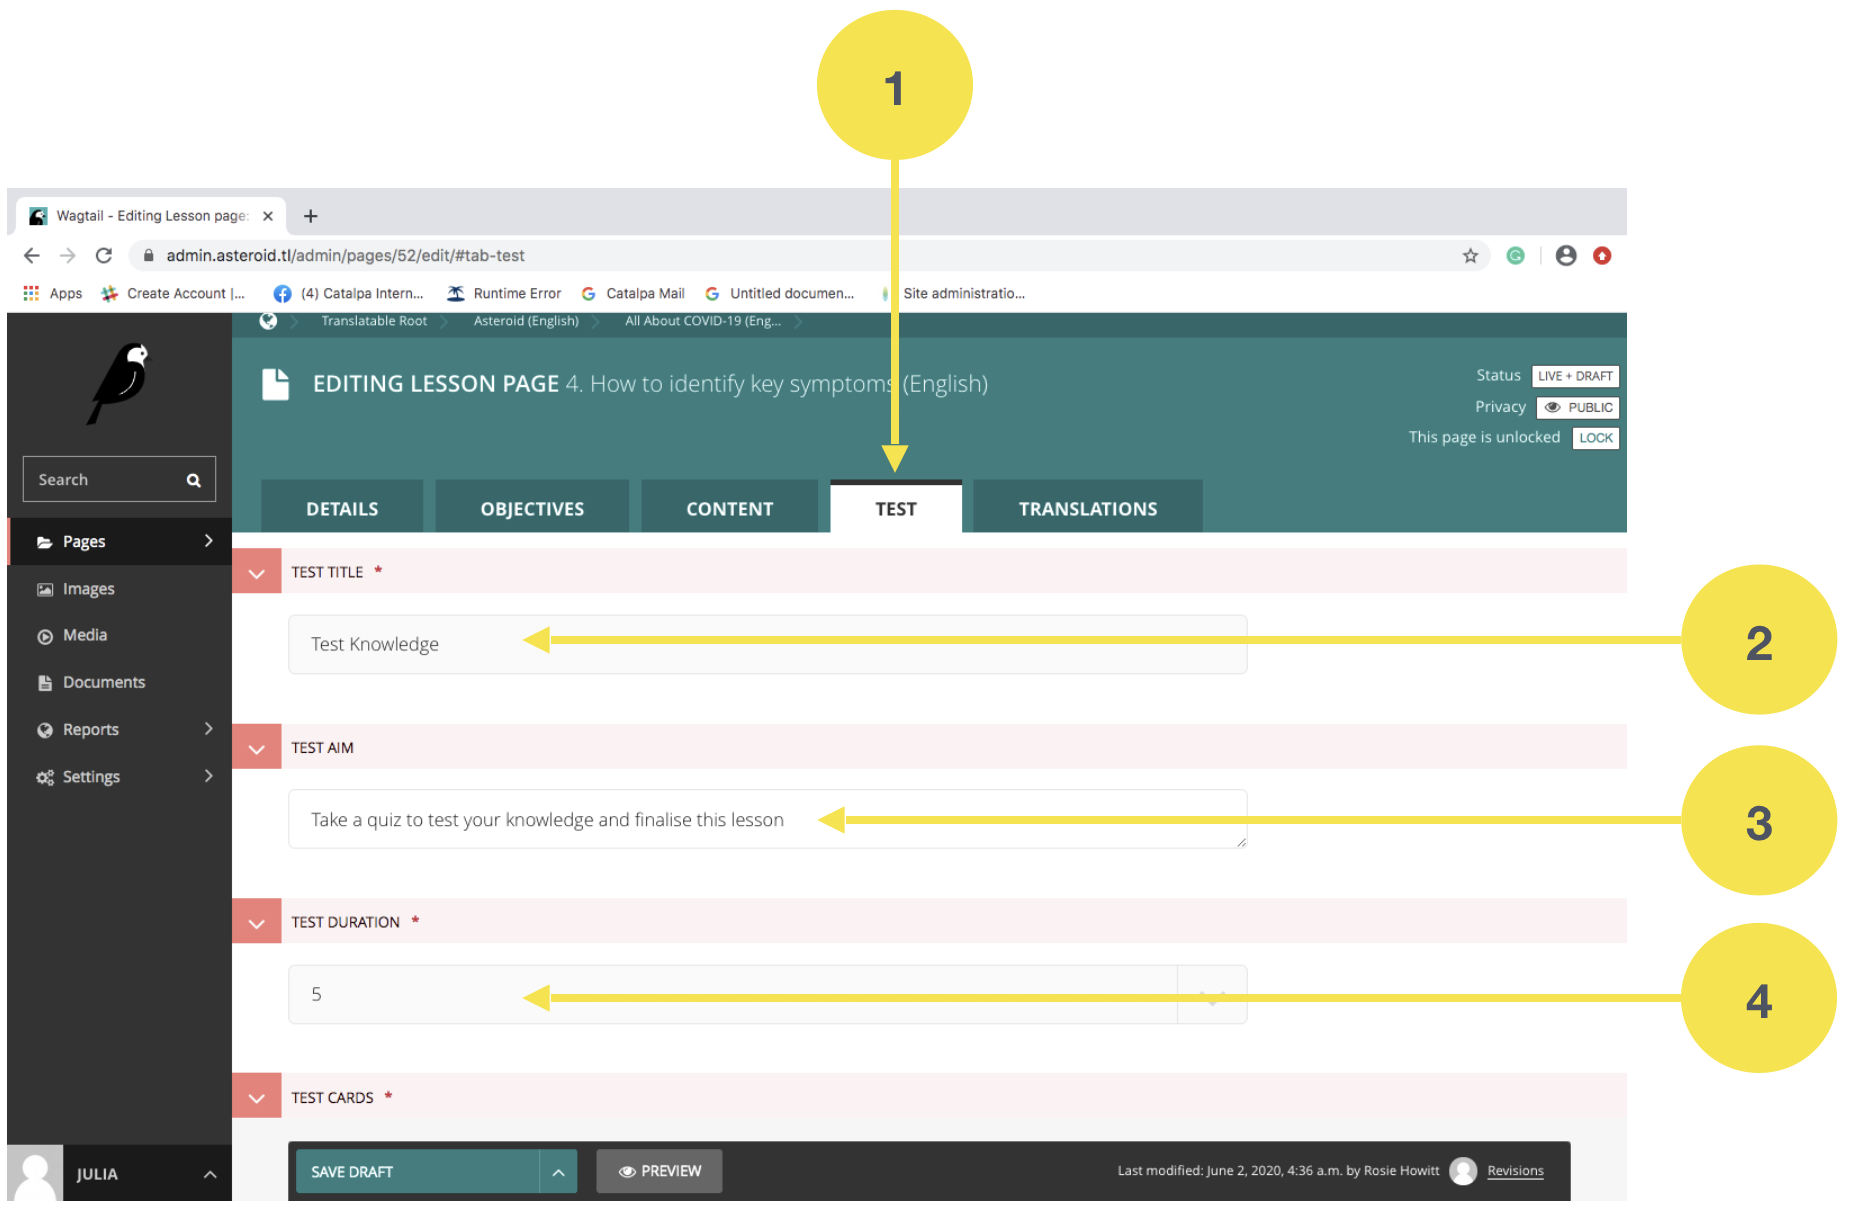 1
Wagtail - Editing Lesson page:
admin.asteroid.tl/admin/pages/52/edit/#tab-test
Apps Create Account |... (4) Catalpa Intern... Runtime Error Catalpa Mail Untitled documen... Site administratio...
Translatable Root Asteroid (English) All About COVID-19 (Eng...
EDITING LESSON PAGE 4. How to identify key symptoms (English)
Status LIVE + DRAFT
Privacy PUBLIC
This page is unlocked LOCK
Search
DETAILS OBJECTIVES CONTENT TEST TRANSLATIONS
Pages
Images
Media
Documents
Reports
Settings
TEST TITLE *
Test Knowledge
2
TEST AIM
Take a quiz to test your knowledge and finalise this lesson
3
TEST DURATION *
5
4
TEST CARDS *
JULIA
SAVE DRAFT PREVIEW Last modified: June 2, 2020, 4:36 a.m. by Rosie Howitt Revisions